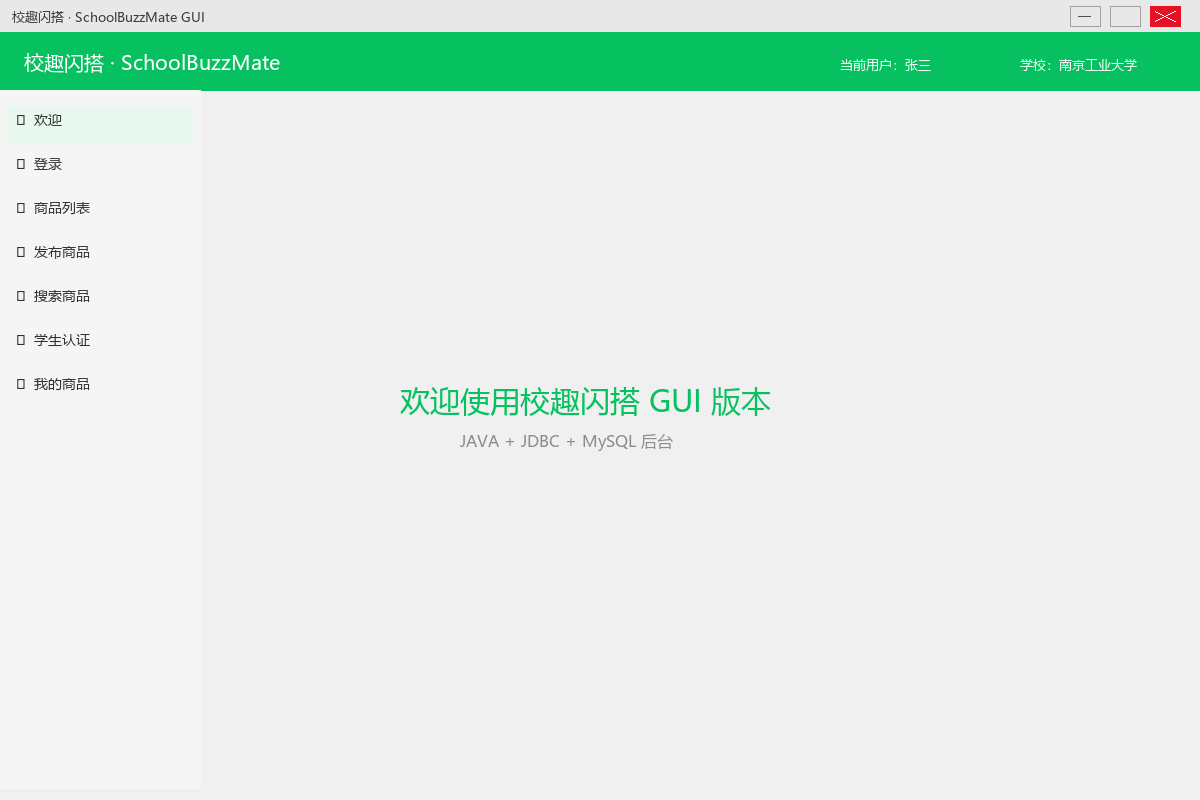 校趣闪搭 · SchoolBuzzMate GUI
校趣闪搭 · SchoolBuzzMate
当前用户：张三
学校：南京工业大学
欢迎
登录
商品列表
发布商品
搜索商品
学生认证
我的商品
欢迎使用校趣闪搭 GUI 版本
JAVA + JDBC + MySQL 后台